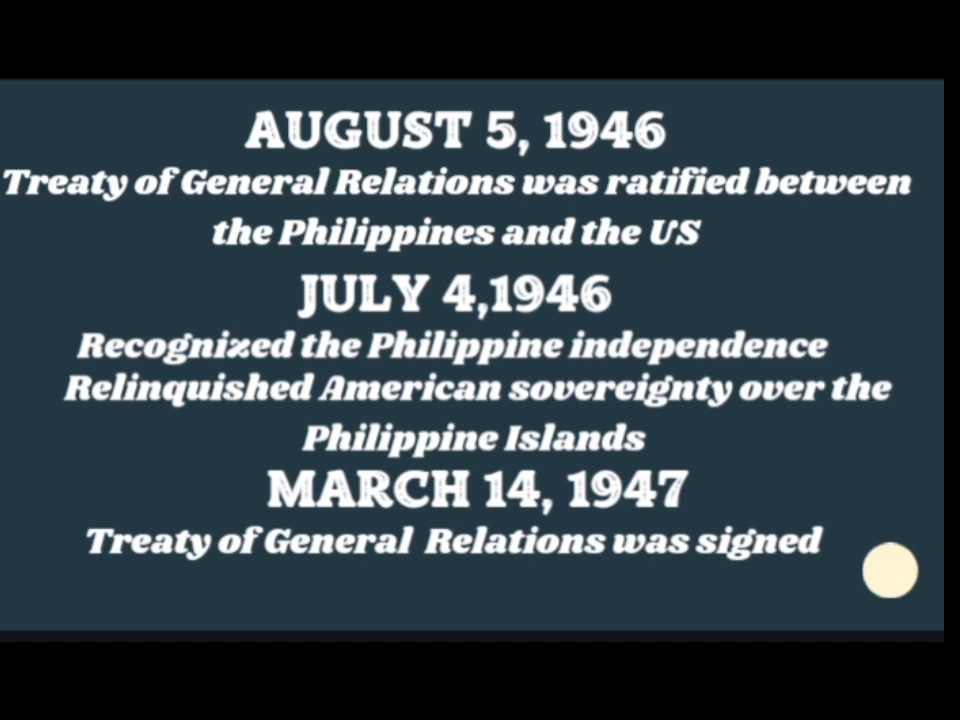 AUGUST 5, 1946
Treaty of General Relations was ratified between
the Philippines and the US
JULY 4,1946
Recognized the Philippine independence
Relinquished American sovereignty over the
Philippine Islands
MARCH 14, 1947
Treaty of General Relations was signed